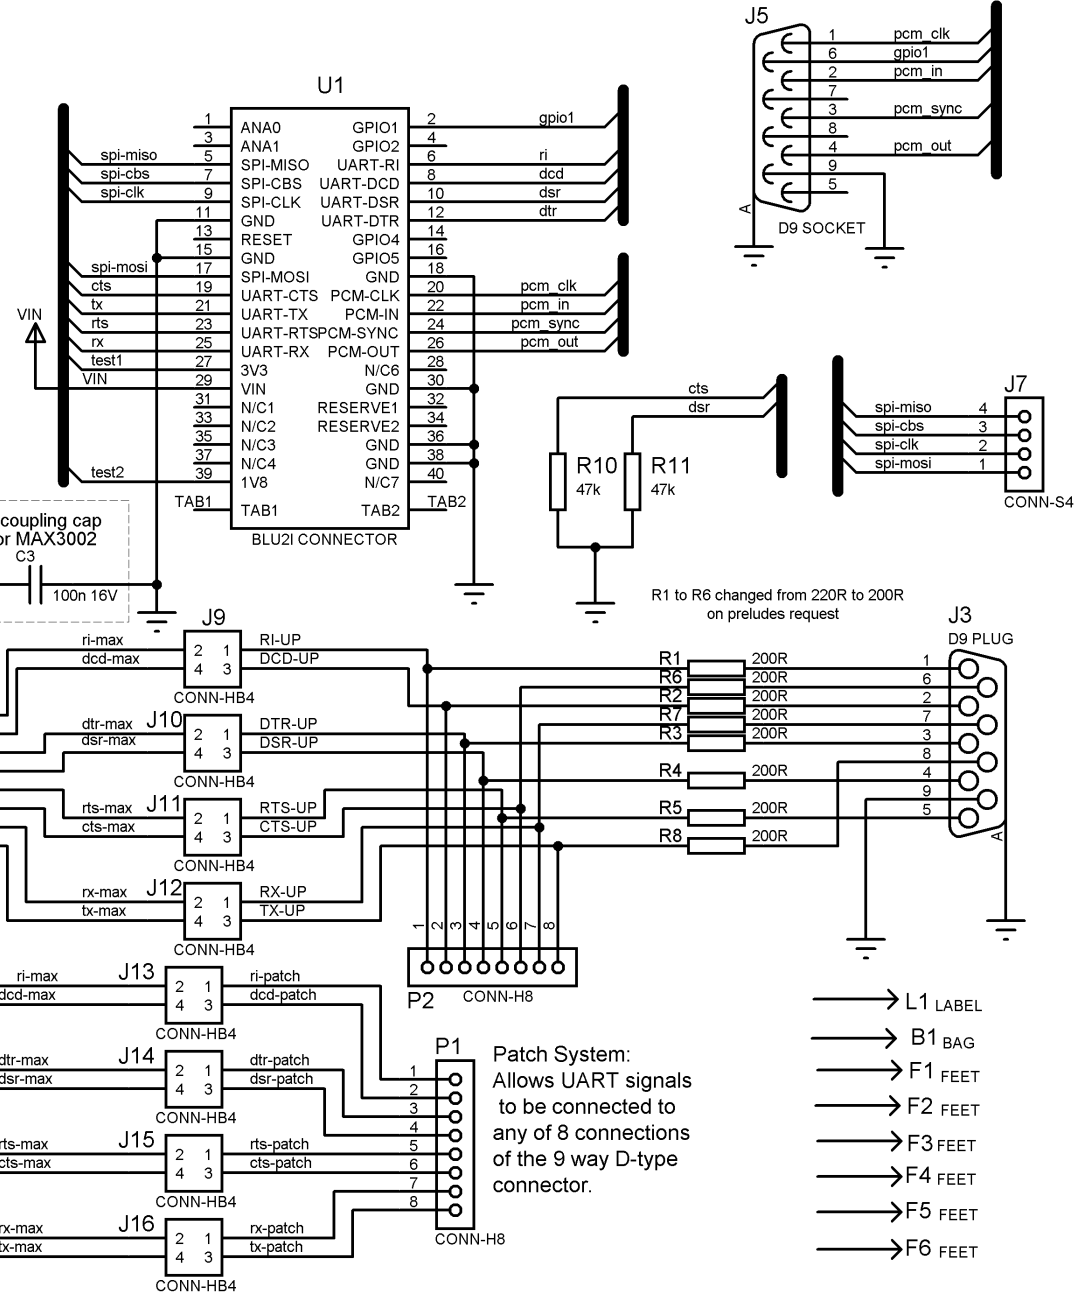 J5
1 pcm_clk
6 gpio1
2 pcm_in
7
3 pcm_sync
8
4 pcm_out
9
5
A
D9 SOCKET
U1
1 ANA0 GPIO1 2 gpio1
3 ANA1 GPIO2 4
spi-miso 5 SPI-MISO UART-RI 6 ri
spi-cbs 7 SPI-CBS UART-DCD 8 dcd
spi-clk 9 SPI-CLK UART-DSR 10 dsr
11 GND UART-DTR 12 dtr
13 RESET GPIO4 14
15 GND GPIO5 16
spi-mosi 17 SPI-MOSI GND 18
cts 19 UART-CTS PCM-CLK 20 pcm_clk
tx 21 UART-TX PCM-IN 22 pcm_in
rts 23 UART-RTS PCM-SYNC 24 pcm_sync
rx 25 UART-RX PCM-OUT 26 pcm_out
test1 27 3V3 N/C6 28
VIN 29 VIN GND 30
31 N/C1 RESERVE1 32
33 N/C2 RESERVE2 34
35 N/C3 GND 36
37 N/C4 GND 38
test2 39 1V8 N/C7 40
TAB1 TAB1 TAB2 TAB2
BLU2I CONNECTOR
VIN
cts
dsr
R10
47k
R11
47k
J7
spi-miso 4
spi-cbs 3
spi-clk 2
spi-mosi 1
CONN-S4
coupling cap
or MAX3002
C3
100n 16V
R1 to R6 changed from 220R to 200R
on preludes request
J9
ri-max 2 1 RI-UP
dcd-max 4 3 DCD-UP
CONN-HB4
J10
dtr-max 2 1 DTR-UP
dsr-max 4 3 DSR-UP
CONN-HB4
J11
rts-max 2 1 RTS-UP
cts-max 4 3 CTS-UP
CONN-HB4
J12
rx-max 2 1 RX-UP
tx-max 4 3 TX-UP
CONN-HB4
J3
D9 PLUG
R1 200R 1
R6 200R 6
R2 200R 2
R7 200R 7
R3 200R 3
8
R4 200R 4
9
R5 200R 5
R8 200R
A
1 2 3 4 5 6 7 8
P2
CONN-H8
J13
ri-max 2 1 ri-patch
dcd-max 4 3 dcd-patch
CONN-HB4
J14
dtr-max 2 1 dtr-patch
dsr-max 4 3 dsr-patch
CONN-HB4
J15
rts-max 2 1 rts-patch
cts-max 4 3 cts-patch
CONN-HB4
J16
rx-max 2 1 rx-patch
tx-max 4 3 tx-patch
CONN-HB4
P1
1
2
3
4
5
6
7
8
CONN-H8
Patch System:
Allows UART signals
to be connected to
any of 8 connections
of the 9 way D-type
connector.
L1 LABEL
B1 BAG
F1 FEET
F2 FEET
F3 FEET
F4 FEET
F5 FEET
F6 FEET